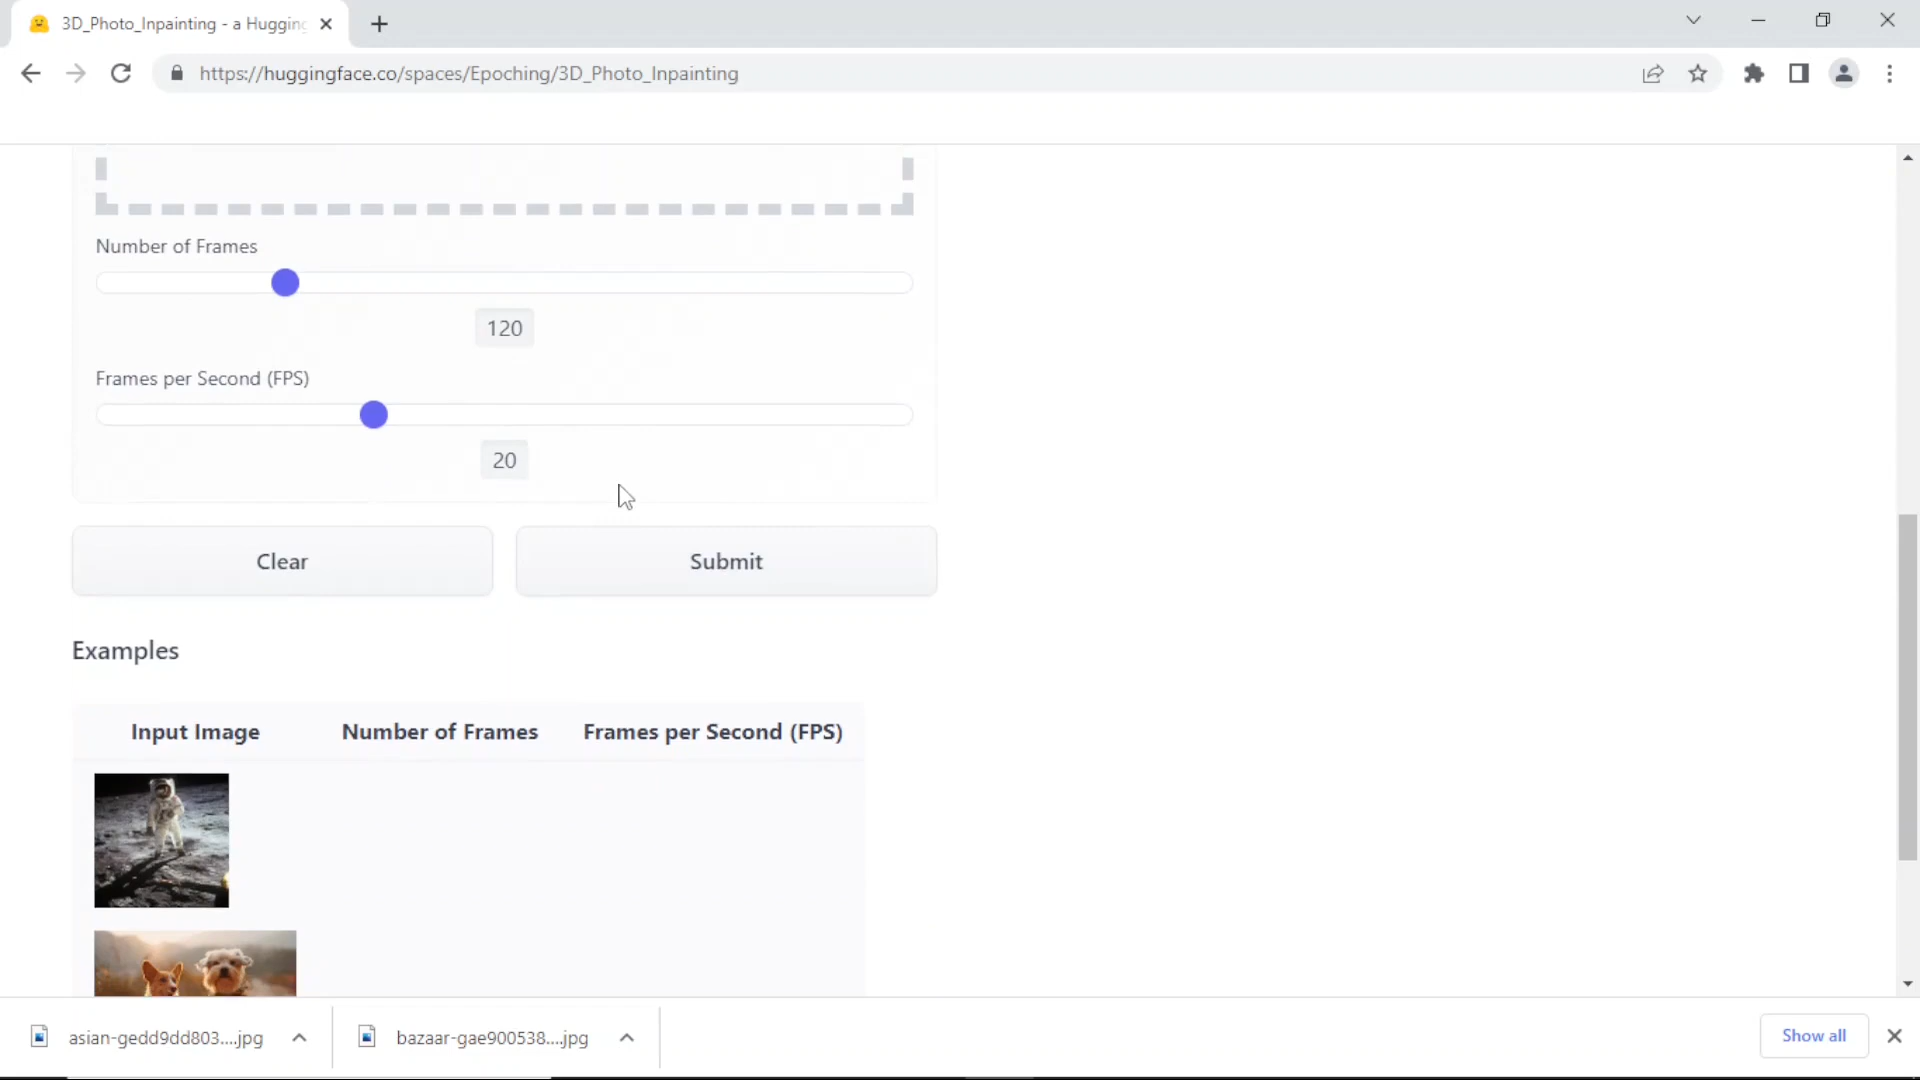 3D_Photo_Inpainting - a Hugging
https://huggingface.co/spaces/Epoching/3D_Photo_Inpainting
Number of Frames
120
Frames per Second (FPS)
20
Clear
Submit
Examples
Input Image
Number of Frames
Frames per Second (FPS)
asian-gedd9dd803....jpg
bazaar-gae900538....jpg
Show all